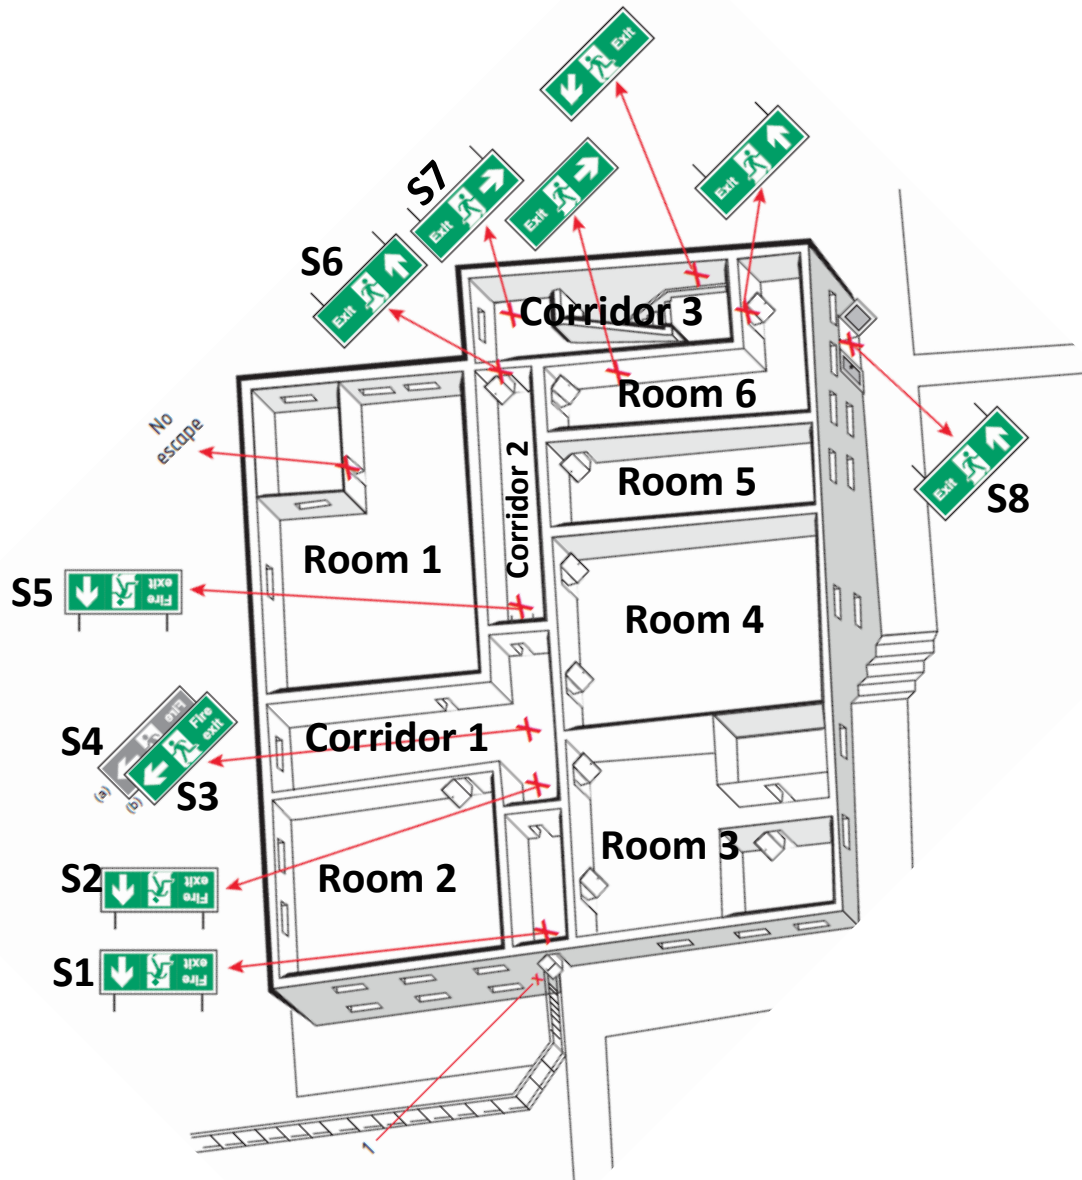 Exit
Exit
Exit
S7
Exit
S6
Exit
Corridor 3
Room 6
No
escape
Corridor 2
Room 5
Exit
S8
Room 1
S5
Fire
exit
Room 4
S4
Fire
Fire
exit
S3
(a)
(b)
Corridor 1
S2
Fire
exit
Room 2
Room 3
S1
Fire
exit
1